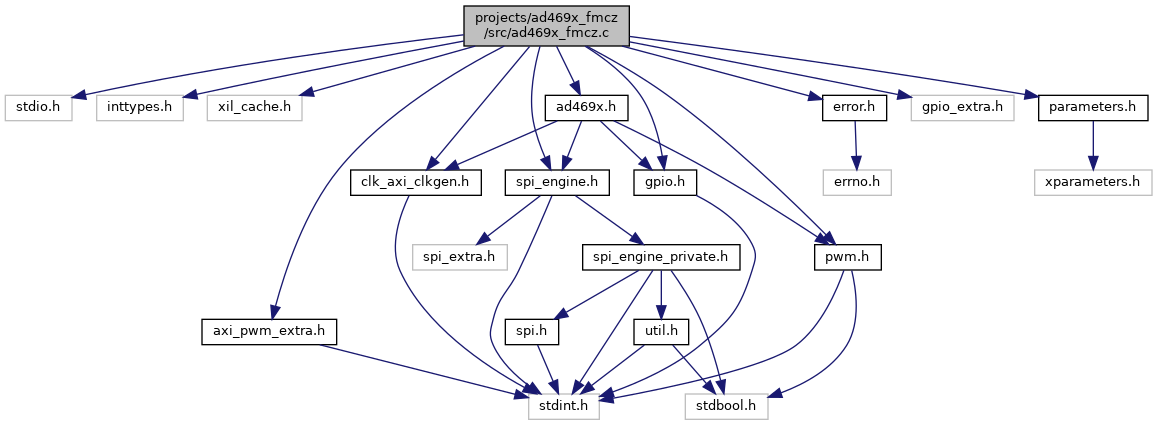 projects/ad469x_fmcz
/src/ad469x_fmcz.c
stdio.h
inttypes.h
xil_cache.h
ad469x.h
error.h
gpio_extra.h
parameters.h
clk_axi_clkgen.h
spi_engine.h
gpio.h
errno.h
xparameters.h
spi_extra.h
spi_engine_private.h
pwm.h
axi_pwm_extra.h
spi.h
util.h
stdint.h
stdbool.h